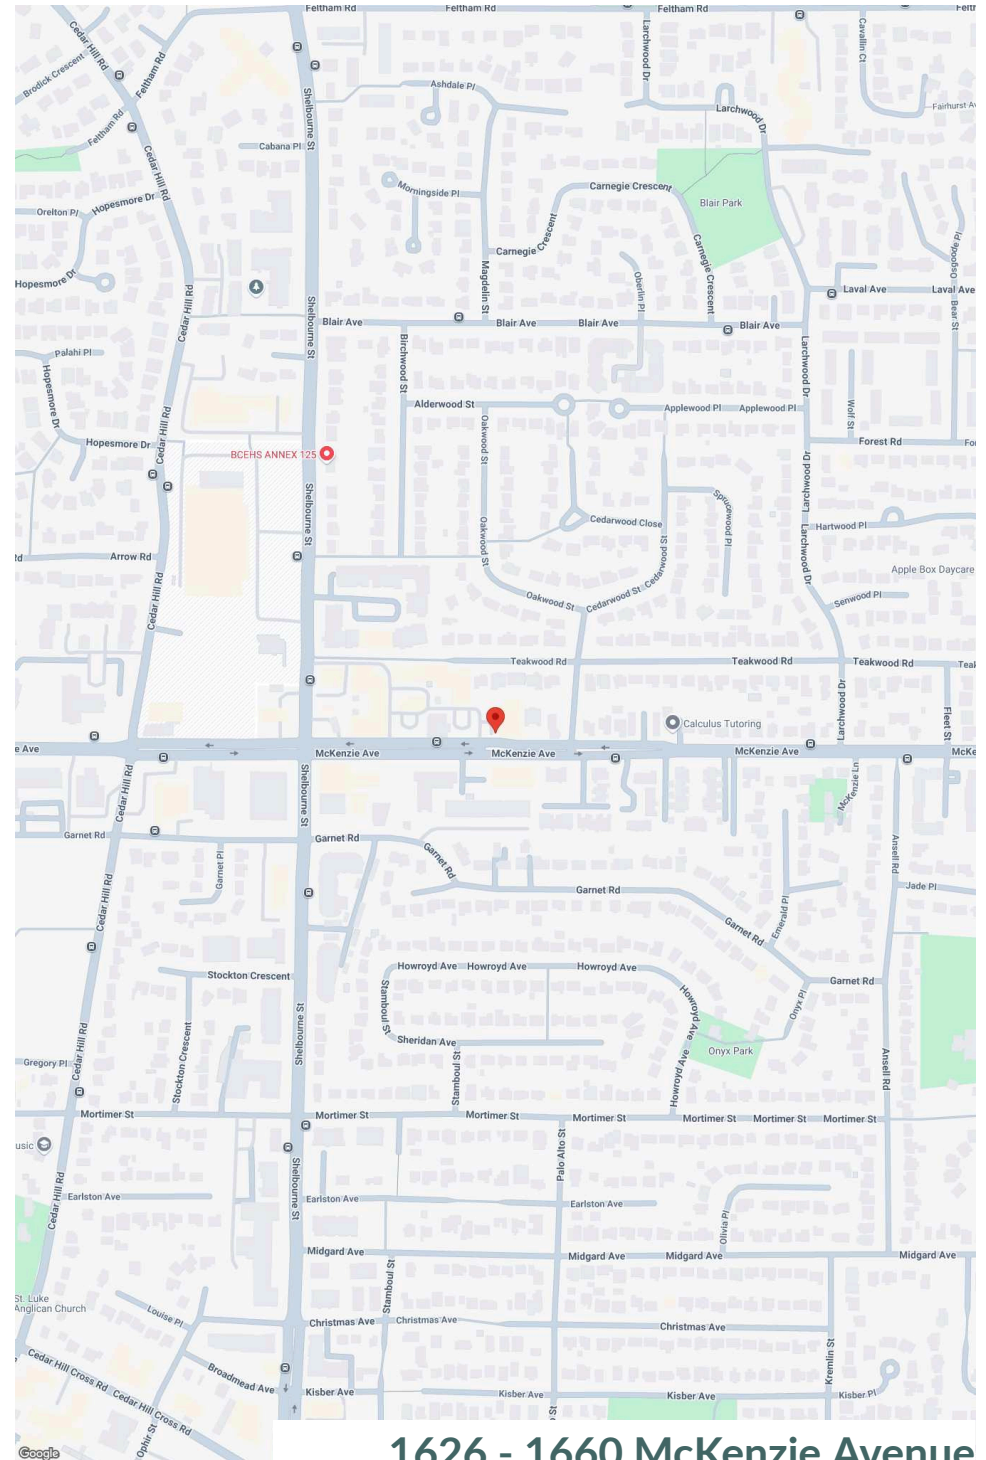 Feltham Rd
Feltham Rd
Feltham Rd
Feltham Rd
Cedar Hill Rd
Brodick Crescent
Shelbourne St
Ashdale Pl
Larchwood Dr
Cavallin Ct
Larchwood Dr
Feltham Rd
Cabana Pl
Cedar Hill Rd
Morningside Pl
Carnegie Crescent
Blair Park
Orelton Pl
Hopesmore Dr
Carnegie Crescent
Carnegie Crescent
Osgoode Pl
Hopesmore Dr
Magdelin St
Oberlin Pl
Laval Ave
Laval Ave
Cedar Hill Rd
Shelbourne St
Bear St
Blair Ave
Blair Ave
Blair Ave
Blair Ave
Palahi Pl
Birchwood St
Larchwood Dr
Hopesmore Dr
Alderwood St
Applewood Pl
Applewood Pl
Wolf St
Cedar Hill Rd
Oakwood St
Hopesmore Dr
Forest Rd
BCEHS ANNEX 125
Larchwood Dr
Shelbourne St
Sprucewood Pl
Cedarwood Close
Hartwood Pl
Oakwood St
Arrow Rd
Larchwood Dr
Apple Box Daycare
Cedarwood St
Cedar Hill Rd
Oakwood St
Cedarwood St
Senwood Pl
Teakwood Rd
Teakwood Rd
Teakwood Rd
Larchwood Dr
Fleet St
Calculus Tutoring
e Ave
McKenzie Ave
McKenzie Ave
McKenzie Ave
McKe
Cedar Hill Rd
Shelbourne St
McKenzie Ln
Garnet Rd
Garnet Rd
Garnet Pl
Garnet Rd
Ansell Rd
Garnet Rd
Jade Pl
Cedar Hill Rd
Emerald Pl
Garnet Rd
Stockton Crescent
Howroyd Ave
Howroyd Ave
Howroyd Ave
Garnet Rd
Stamboul St
Howroyd Ave
Onyx Pl
Shelbourne St
Sheridan Ave
Onyx Park
Cedar Hill Rd
Gregory Pl
Stockton Crescent
Stamboul St
Howroyd Ave
Ansell Rd
Mortimer St
Mortimer St
Mortimer St
Mortimer St
Mortimer St
Mortimer St
Mortimer St
usic
Palo Alto St
Shelbourne St
Cedar Hill Rd
Earlston Ave
Earlston Ave
Earlston Ave
Olivia Pl
Midgard Ave
Midgard Ave
Midgard Ave
Midgard Ave
Stamboul St
St. Luke
Anglican Church
Louise Pl
Christmas Ave
Christmas Ave
Christmas Ave
Kremlin St
Cedar Hill Cross Rd
Cedar Hill Cross Rd
Broadmead Ave
Kisber Ave
Kisber Ave
Kisber Ave
Kisber Pl
Ophir St
Google
1626 - 1660 McKenzie Avenue